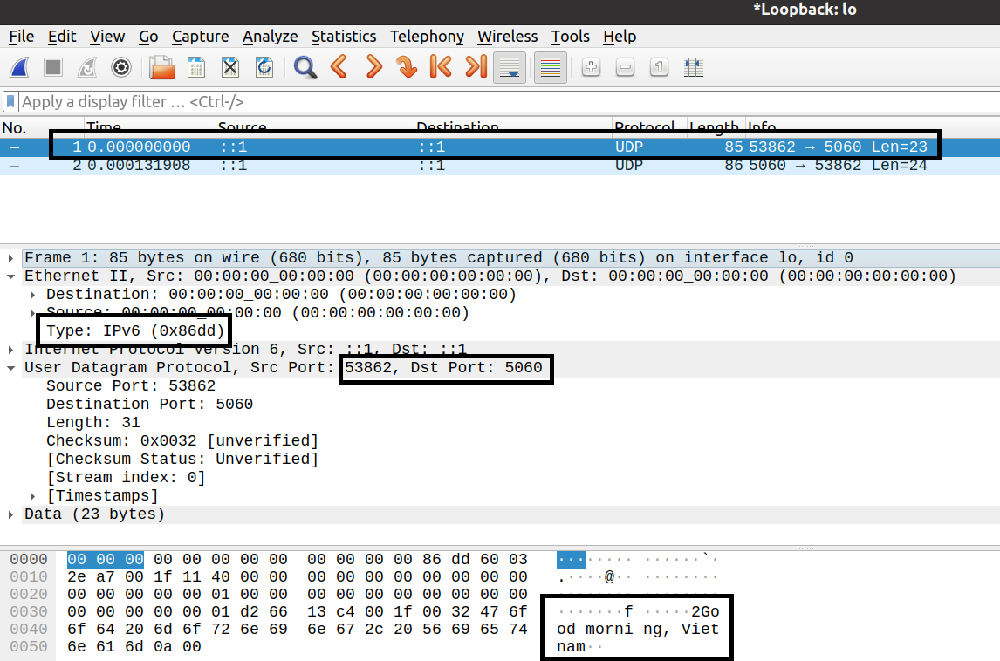 *Loopback: lo
File Edit View Go Capture Analyze Statistics Telephony Wireless Tools Help
Apply a display filter … <Ctrl-/>
No. Time Source Destination Protocol Length Info
1 0.000000000 ::1 ::1 UDP 85 53862 → 5060 Len=23
2 0.000131908 ::1 ::1 UDP 86 5060 → 53862 Len=24
Frame 1: 85 bytes on wire (680 bits), 85 bytes captured (680 bits) on interface lo, id 0
Ethernet II, Src: 00:00:00_00:00:00 (00:00:00:00:00:00), Dst: 00:00:00_00:00:00 (00:00:00:00:00:00)
Destination: 00:00:00_00:00:00 (00:00:00:00:00:00)
Source: 00:00:00_00:00:00 (00:00:00:00:00:00)
Type: IPv6 (0x86dd)
Internet Protocol Version 6, Src: ::1, Dst: ::1
User Datagram Protocol, Src Port: 53862, Dst Port: 5060
Source Port: 53862
Destination Port: 5060
Length: 31
Checksum: 0x0032 [unverified]
[Checksum Status: Unverified]
[Stream index: 0]
[Timestamps]
Data (23 bytes)
0000 00 00 00 00 00 00 00 00 00 00 00 00 86 dd 60 03 ········ ······`·
0010 2e a7 00 1f 11 40 00 00 00 00 00 00 00 00 00 00 .····@·· ········
0020 00 00 00 00 00 01 00 00 00 00 00 00 00 00 00 00 ········ ········
0030 00 00 00 00 00 01 d2 66 13 c4 00 1f 00 32 47 6f ·······f ·····2Go
0040 6f 64 20 6d 6f 72 6e 69 6e 67 2c 20 56 69 65 74 od morni ng, Viet
0050 6e 61 6d 0a 00 nam··